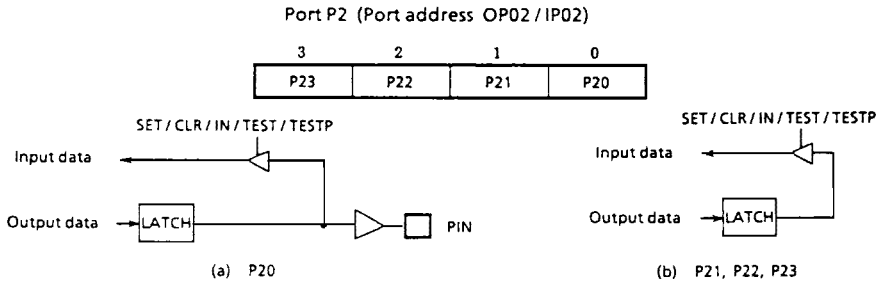 Port P2 (Port address OP02 / IP02)
3 2 1 0
P23 P22 P21 P20
SET / CLR / IN / TEST / TESTP
Input data
Output data LATCH PIN
(a) P20
SET / CLR / IN / TEST / TESTP
Input data
Output data LATCH
(b) P21, P22, P23